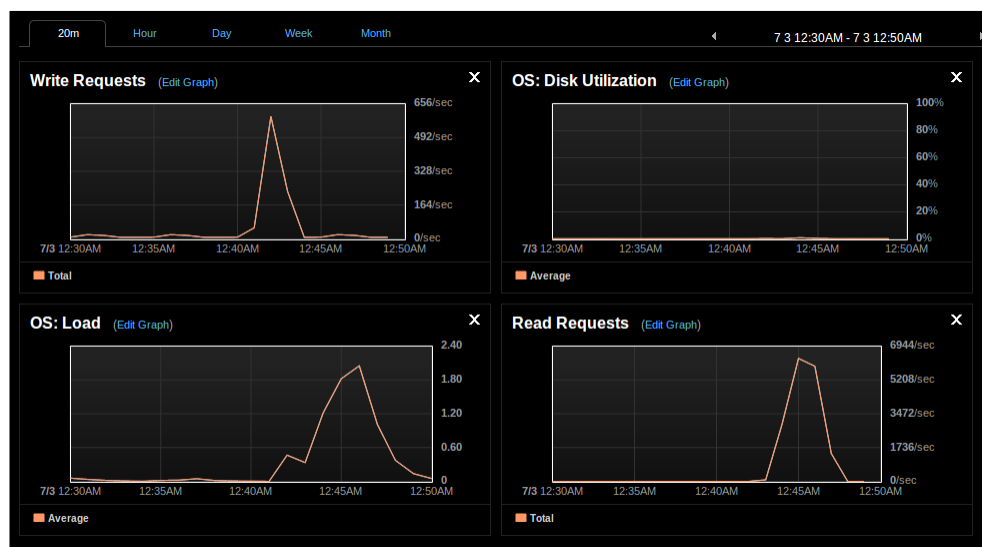 20m Hour Day Week Month 7 3 12:30AM - 7 3 12:50AM
Write Requests (Edit Graph) X
656/sec
492/sec
328/sec
164/sec
0/sec
7/3 12:30AM 12:35AM 12:40AM 12:45AM 12:50AM
Total
OS: Disk Utilization (Edit Graph) X
100%
80%
60%
40%
20%
0%
7/3 12:30AM 12:35AM 12:40AM 12:45AM 12:50AM
Average
OS: Load (Edit Graph) X
2.40
1.80
1.20
0.60
0
7/3 12:30AM 12:35AM 12:40AM 12:45AM 12:50AM
Average
Read Requests (Edit Graph) X
6944/sec
5208/sec
3472/sec
1736/sec
0/sec
7/3 12:30AM 12:35AM 12:40AM 12:45AM 12:50AM
Total